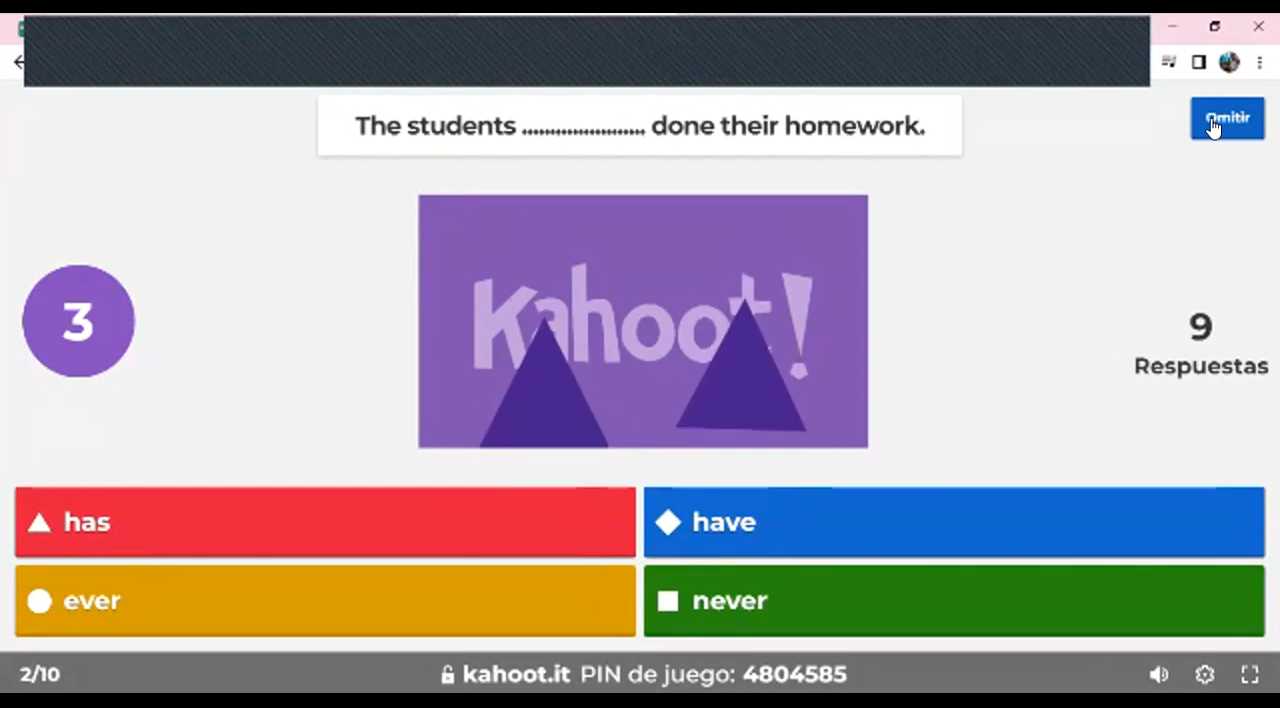 The students ...................... done their homework.
Omitir
Kahoot!
3
9
Respuestas
has
have
ever
never
2/10
kahoot.it PIN de juego: 4804585